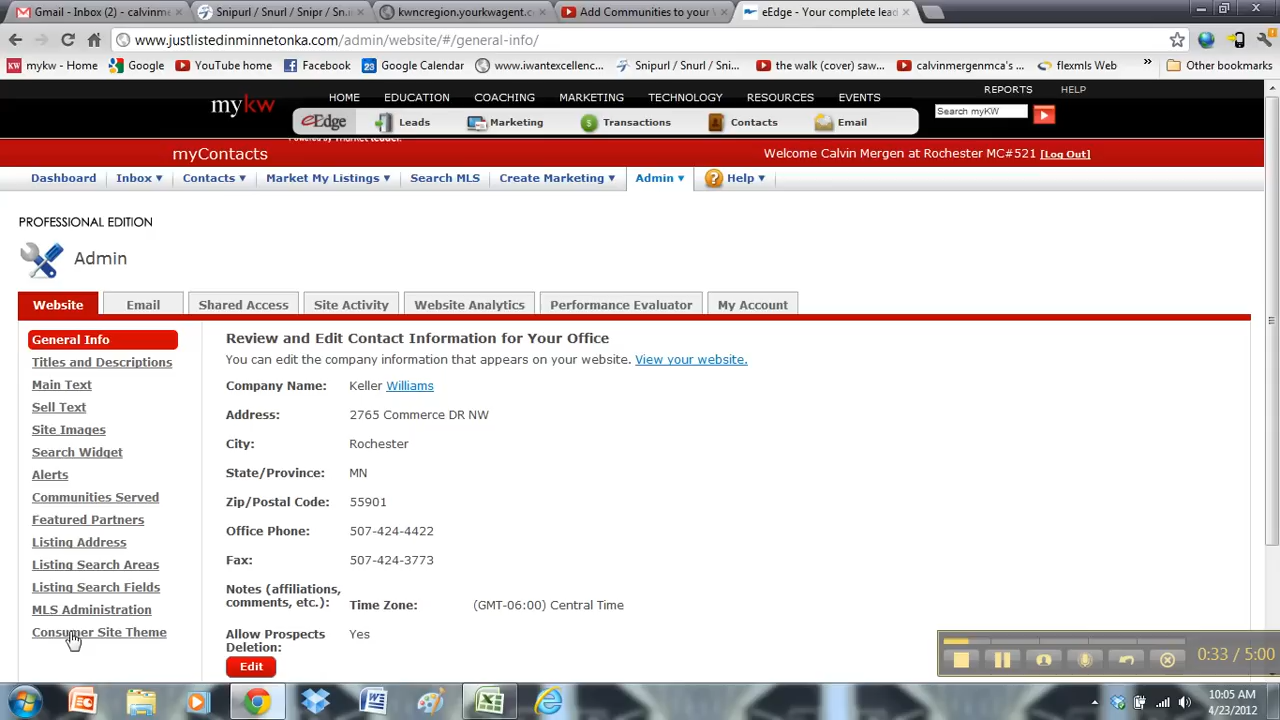 Gmail - Inbox (2) - calvinm
Snipurl / Snurl / Snipr / Sn.
kwncregion.yourkwagent.c
Add Communities to your V
eEdge - Your complete lead
www.justlistedinminnetonka.com/admin/website/#/general-info/
mykw - Home
Google
YouTube home
Facebook
23 Google Calendar
www.iwantexcellenc...
Snipurl / Snurl / Sni...
the walk (cover) saw...
calvinmergenmca's ...
flexmls Web
Other bookmarks
REPORTS HELP
mykw HOME EDUCATION COACHING MARKETING TECHNOLOGY RESOURCES EVENTS
Search myKW
eEdge Leads Marketing Transactions Contacts Email
myContacts
Welcome Calvin Mergen at Rochester MC#521 [Log Out]
Dashboard Inbox Contacts Market My Listings Search MLS Create Marketing Admin Help
PROFESSIONAL EDITION
Admin
Website Email Shared Access Site Activity Website Analytics Performance Evaluator My Account
General Info
Titles and Descriptions
Main Text
Sell Text
Site Images
Search Widget
Alerts
Communities Served
Featured Partners
Listing Address
Listing Search Areas
Listing Search Fields
MLS Administration
Consumer Site Theme
Review and Edit Contact Information for Your Office
You can edit the company information that appears on your website. View your website.
Company Name: Keller Williams
Address: 2765 Commerce DR NW
City: Rochester
State/Province: MN
Zip/Postal Code: 55901
Office Phone: 507-424-4422
Fax: 507-424-3773
Notes (affiliations,
comments, etc.): Time Zone: (GMT-06:00) Central Time
Allow Prospects Yes
Deletion:
Edit
0:33 / 5:00
10:05 AM
4/23/2012